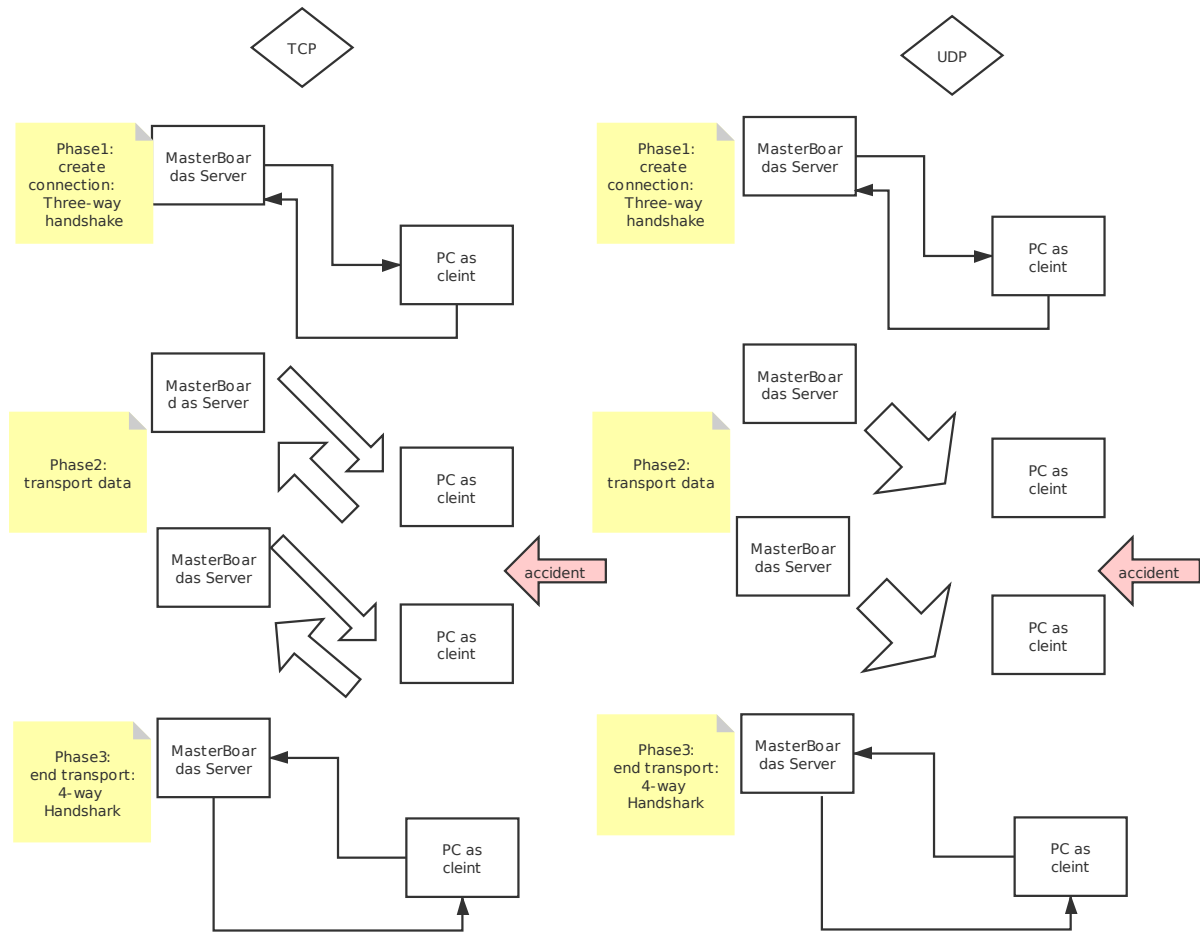 TCP
Phase1:
create
connection:
Three-way
handshake
MasterBoar
das Server
PC as
cleint
MasterBoar
d as Server
Phase2:
transport data
PC as
cleint
MasterBoar
das Server
accident
PC as
cleint
Phase3:
end transport:
4-way
Handshark
MasterBoar
das Server
PC as
cleint
UDP
Phase1:
create
connection:
Three-way
handshake
MasterBoar
das Server
PC as
cleint
MasterBoar
das Server
Phase2:
transport data
PC as
cleint
MasterBoar
das Server
accident
PC as
cleint
Phase3:
end transport:
4-way
Handshark
MasterBoar
das Server
PC as
cleint